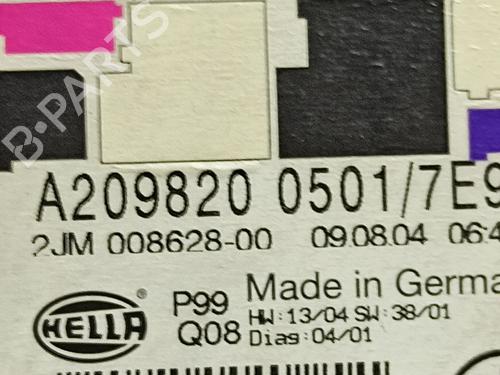 B-PARTS
A209820 0501/7E9
2JM 008628-00 09.08.04 06:4
HELLA ®
P99
Q08
Made in Germa
HW:13/04 SW:38/01
Diag:04/01